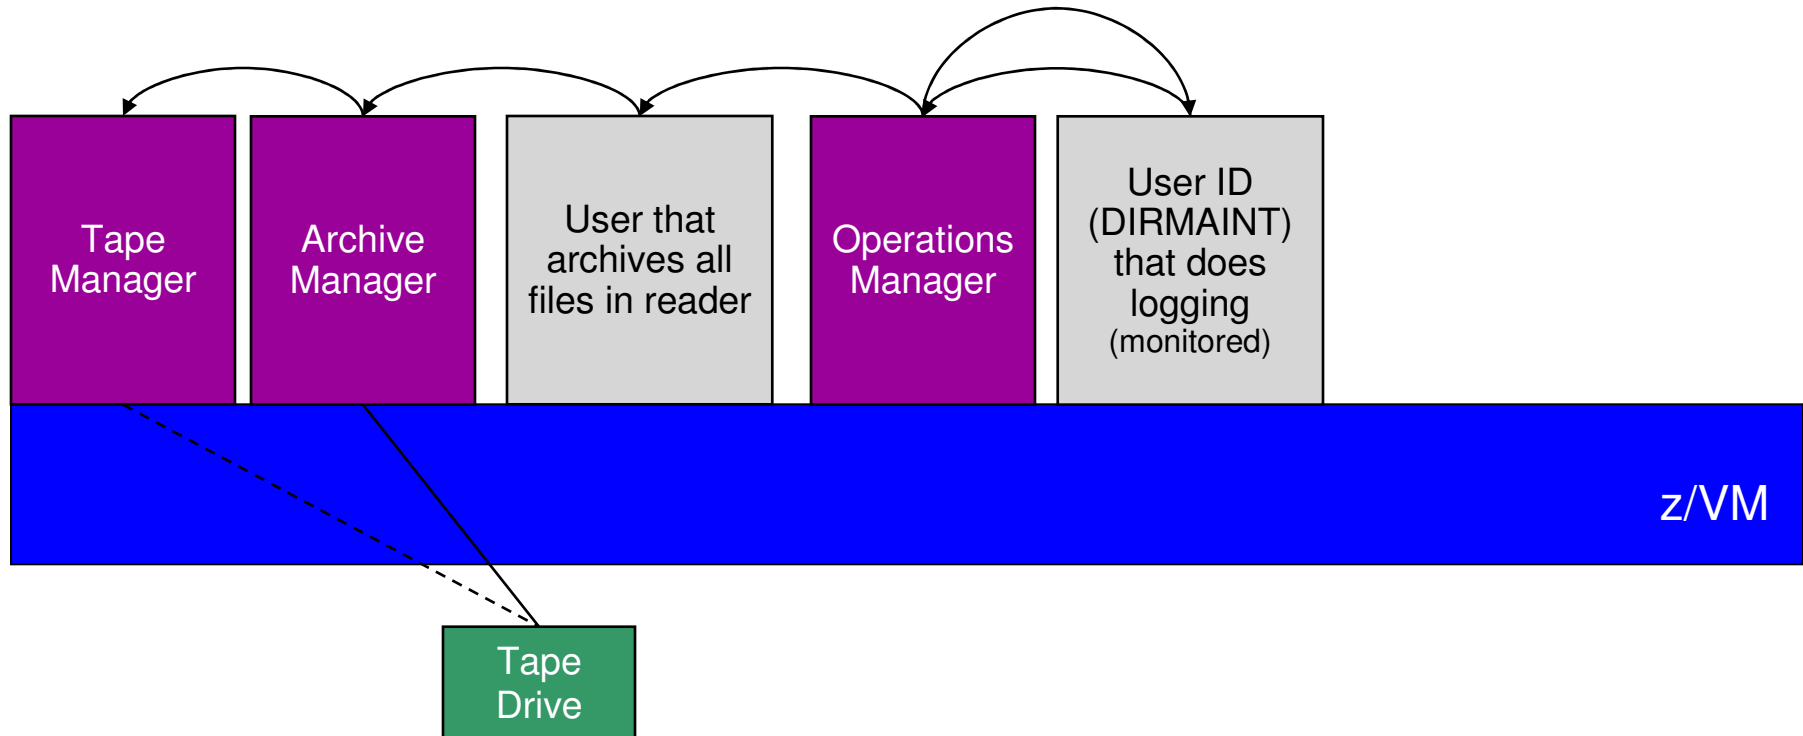 Tape
Manager
Archive
Manager
User that
archives all
files in reader
Operations
Manager
User ID
(DIRMAINT)
that does
logging
(monitored)
z/VM
Tape
Drive